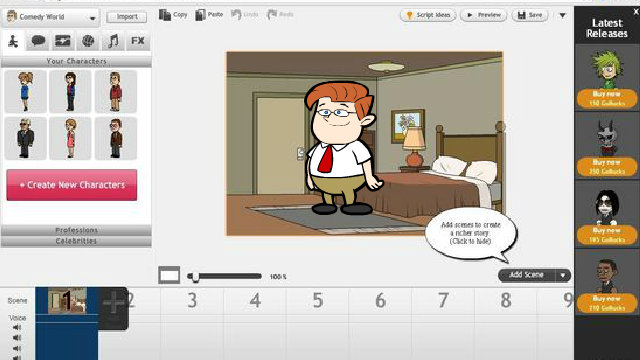 Comedy World
Import
Copy
Paste
Undo
Redo
Script Ideas
Preview
Save
Latest
Releases
FX
Your Characters
+ Create New Characters
Professions
Celebrities
Buy now
150 GoBucks
Buy now
250 GoBucks
Buy now
185 GoBucks
Buy now
210 GoBucks
Add scenes to create
a richer story
(Click to hide)
100 %
Add Scene
Scene
1
2
3
4
5
6
7
8
9
Voice